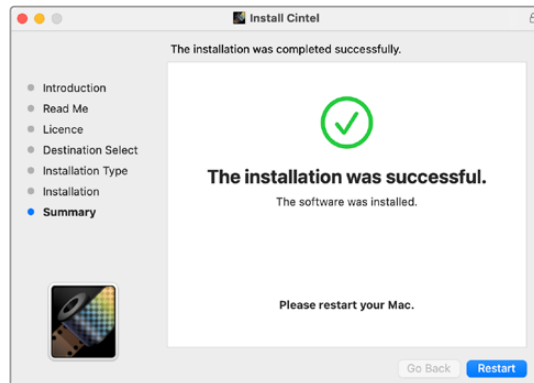 Install Cintel
The installation was completed successfully.
Introduction
Read Me
Licence
Destination Select
Installation Type
Installation
Summary
The installation was successful.
The software was installed.
Please restart your Mac.
Go Back
Restart